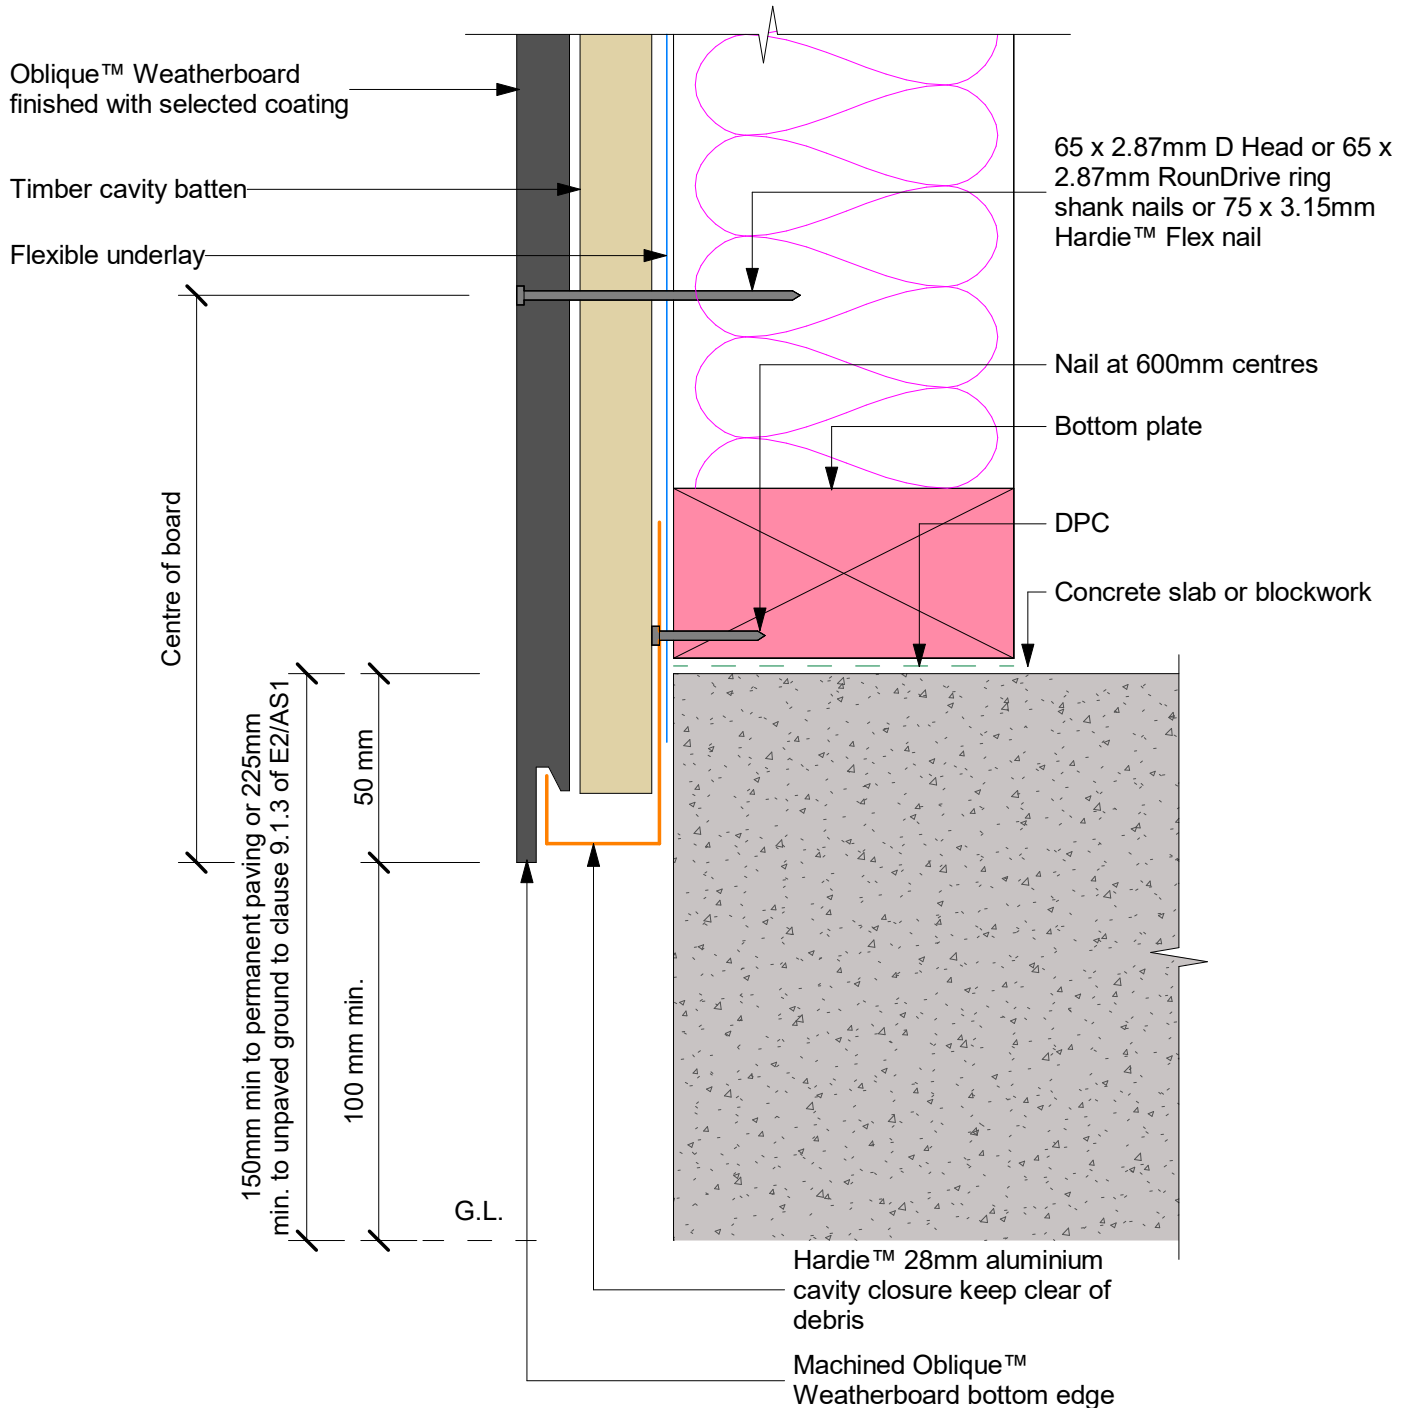 Oblique™ Weatherboard
finished with selected coating
Timber cavity batten
Flexible underlay
65 x 2.87mm D Head or 65 x
2.87mm RounDrive ring
shank nails or 75 x 3.15mm
Hardie™ Flex nail
Nail at 600mm centres
Bottom plate
DPC
Concrete slab or blockwork
Centre of board
150mm min to permanent paving or 225mm
min. to unpaved ground to clause 9.1.3 of E2/AS1
50 mm
100 mm min.
G.L.
Hardie™ 28mm aluminium
cavity closure keep clear of
debris
Machined Oblique™
Weatherboard bottom edge